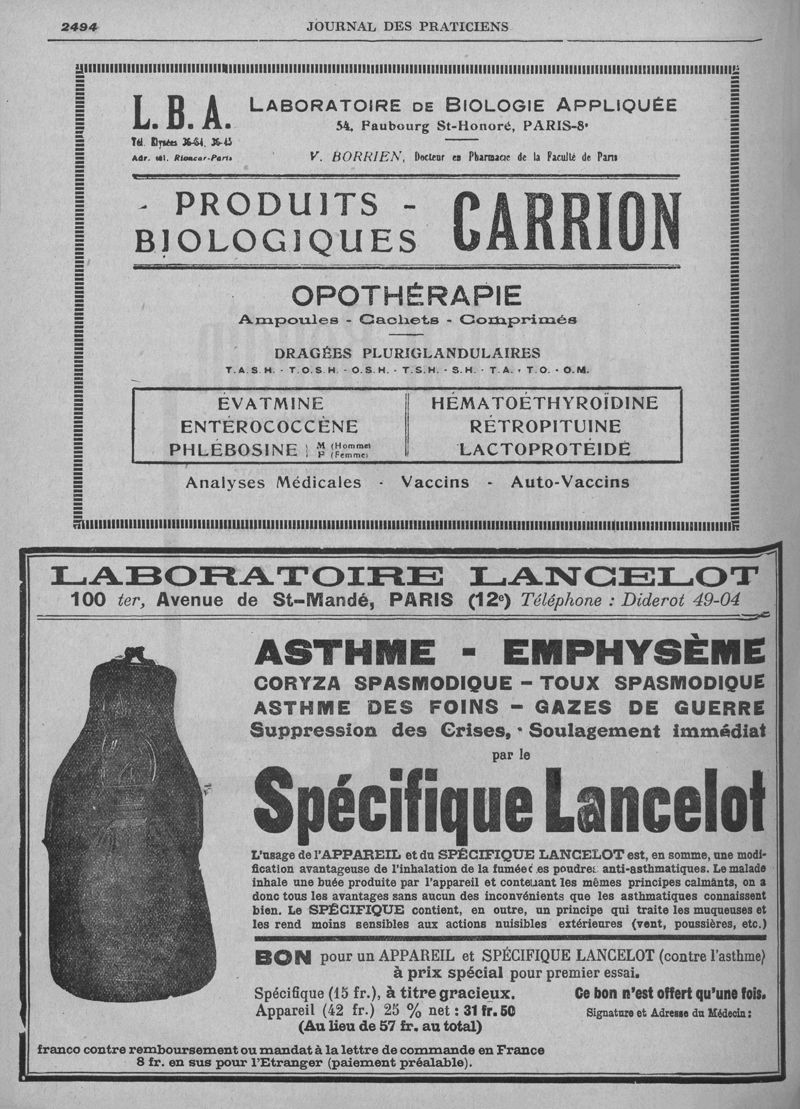 2494
JOURNAL DES PRATICIENS
L.B.A.
LABORATOIRE DE BIOLOGIE APPLIQUÉE
54, Faubourg St-Honoré, PARIS-8e
Tél. Elysées 36-64, 36-45
Adr. tél. Rioncar-Paris
V. BORRIEN, Docteur en Pharmacie de la Faculté de Paris
- PRODUITS -
BIOLOGIQUES
CARRION
OPOTHÉRAPIE
Ampoules - Cachets - Comprimés
DRAGÉES PLURIGLANDULAIRES
T.A.S.H. - T.O.S.H. - O.S.H. - T.S.H. - S.H. - T.A. - T.O. - O.M.
ÉVATMINE
ENTÉROCOCCÈNE
PHLÉBOSINE { M (Homme)
F (Femme)
HÉMATOÉTHYROÏDINE
RÉTROPITUINE
LACTOPROTÉIDE
Analyses Médicales - Vaccins - Auto-Vaccins
LABORATOIRE LANCELOT
100 ter, Avenue de St-Mandé, PARIS (12e) Téléphone : Diderot 49-04
ASTHME - EMPHYSÈME
CORYZA SPASMODIQUE - TOUX SPASMODIQUE
ASTHME DES FOINS - GAZES DE GUERRE
Suppression des Crises, - Soulagement immédiat
par le
Spécifique Lancelot
L'usage de l'APPAREIL et du SPÉCIFIQUE LANCELOT est, en somme, une modi-
fication avantageuse de l'inhalation de la fumée des poudres anti-asthmatiques. Le malade
inhale une buée produite par l'appareil et contenant les mêmes principes calmants, on a
donc tous les avantages sans aucun des inconvénients que les asthmatiques connaissent
bien. Le SPÉCIFIQUE contient, en outre, un principe qui traite les muqueuses et
les rend moins sensibles aux actions nuisibles extérieures (vent, poussières, etc.)
BON pour un APPAREIL et SPÉCIFIQUE LANCELOT (contre l'asthme)
à prix spécial pour premier essai.
Spécifique (15 fr.), à titre gracieux.
Appareil (42 fr.) 25 % net : 31 fr. 50
(Au lieu de 57 fr. au total)
Ce bon n'est offert qu'une fois.
Signature et Adresse du Médecin :
franco contre remboursement ou mandat à la lettre de commande en France
8 fr. en sus pour l'Etranger (paiement préalable).